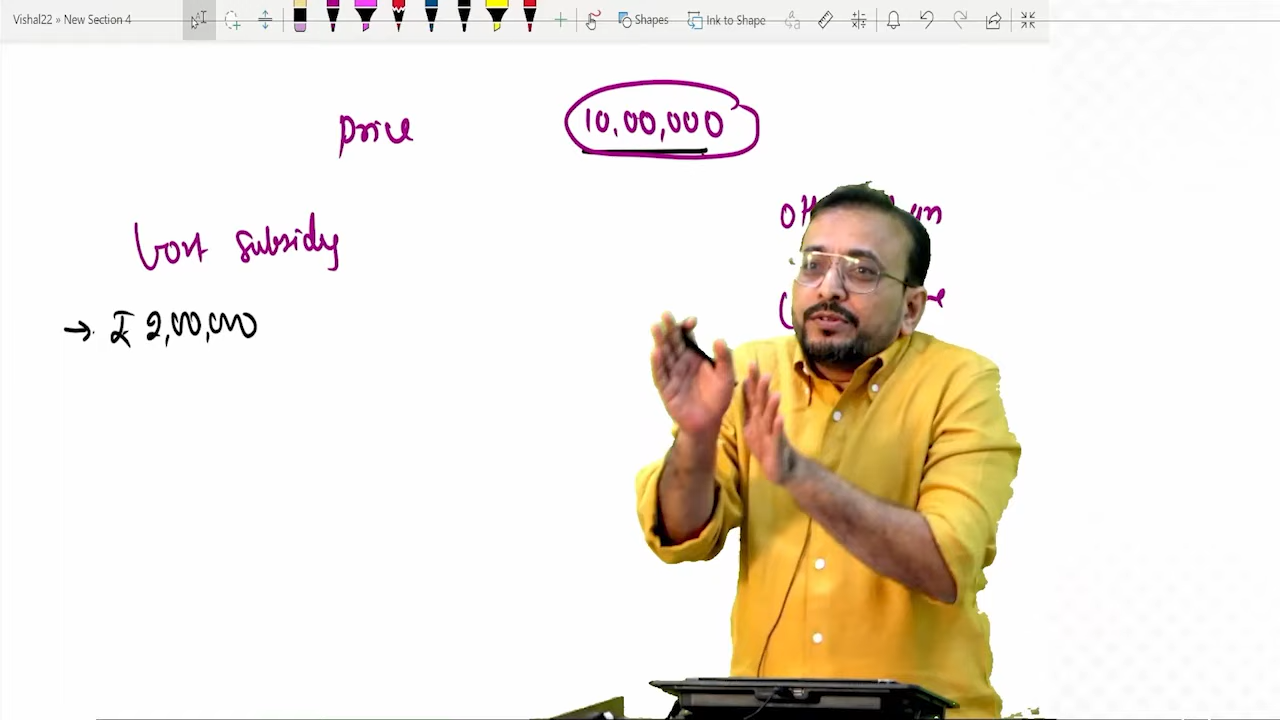 Vishal22 » New Section 4
Shapes
Ink to Shape
Price 10,00,000
Govt Subsidy
→ ₹ 2,00,000